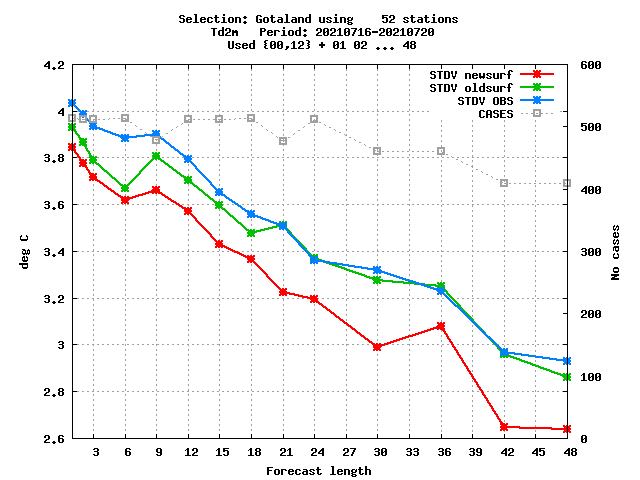 Selection: Gotaland using    52 stations
Td2m   Period: 20210716-20210720
Used {00,12} + 01 02 ... 48
4.2
4
3.8
3.6
3.4
3.2
3
2.8
2.6
deg C
600
500
400
300
200
100
0
No cases
STDV newsurf
STDV oldsurf
STDV OBS
CASES
3 6 9 12 15 18 21 24 27 30 33 36 39 42 45 48
Forecast length